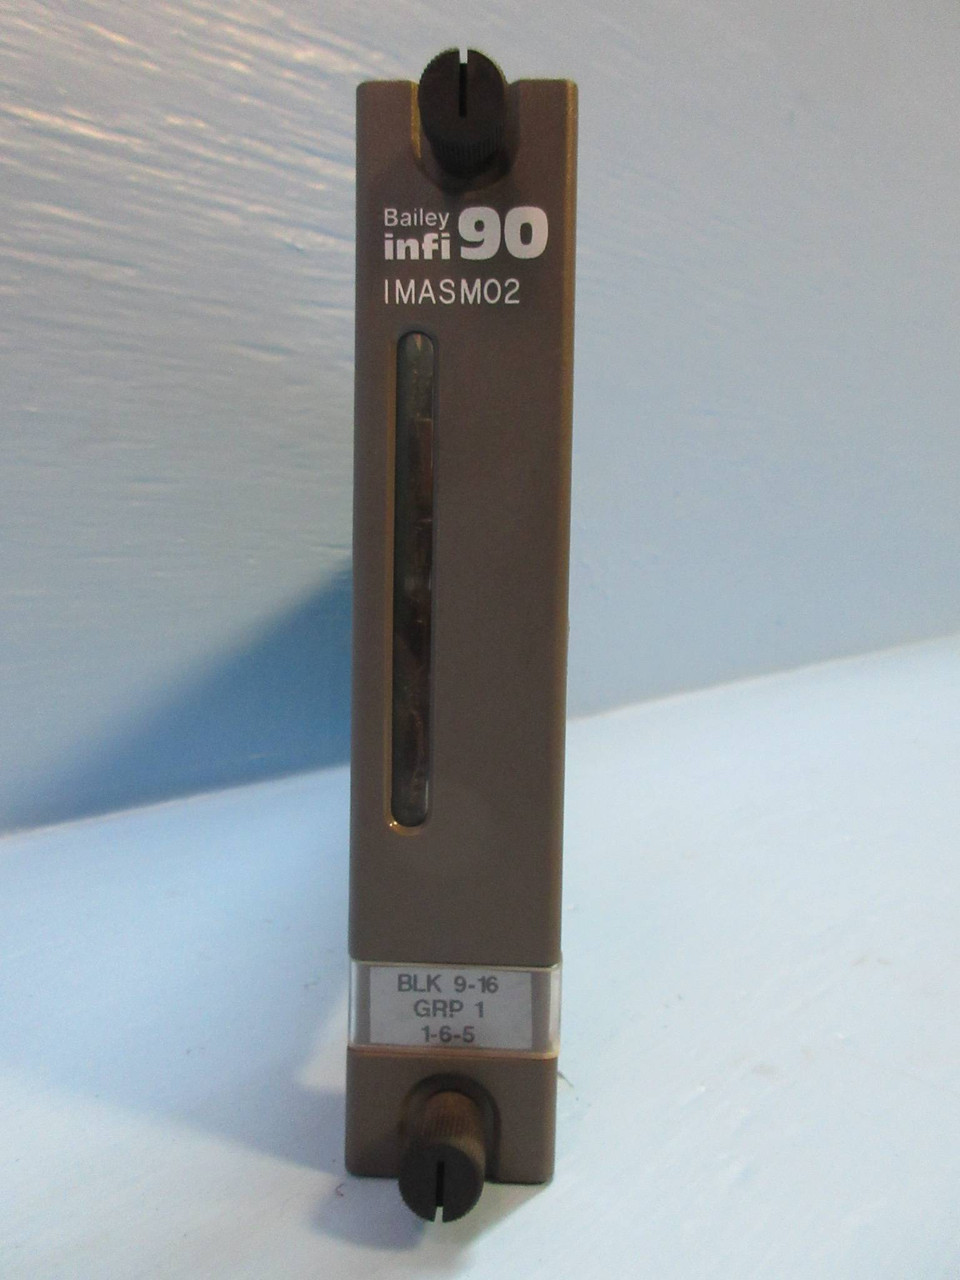 Bailey
infi 90
IMASM02
BLK 9-16
GRP 1
1-6-5